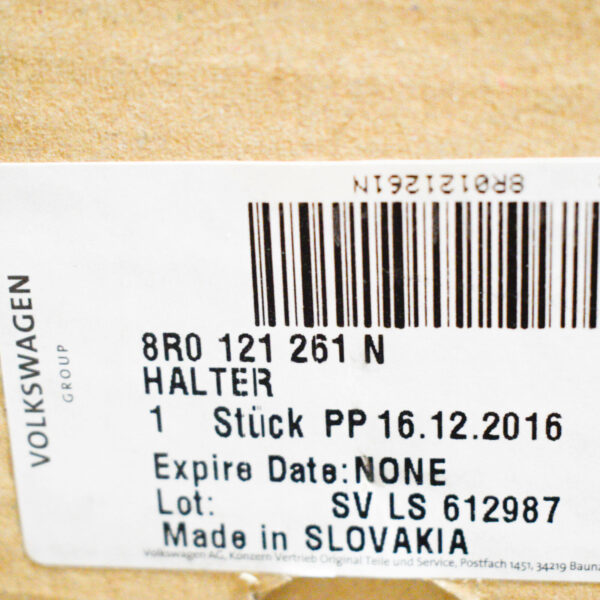 8R0121261N
8R0 121 261 N
HALTER
1 Stück PP 16.12.2016
Expire Date: NONE
Lot: SV LS 612987
Made in SLOVAKIA
Volkswagen AG, Konzern Vertrieb Original Teile und Service, Postfach 1451, 34219 Bauna
VOLKSWAGEN
GROUP